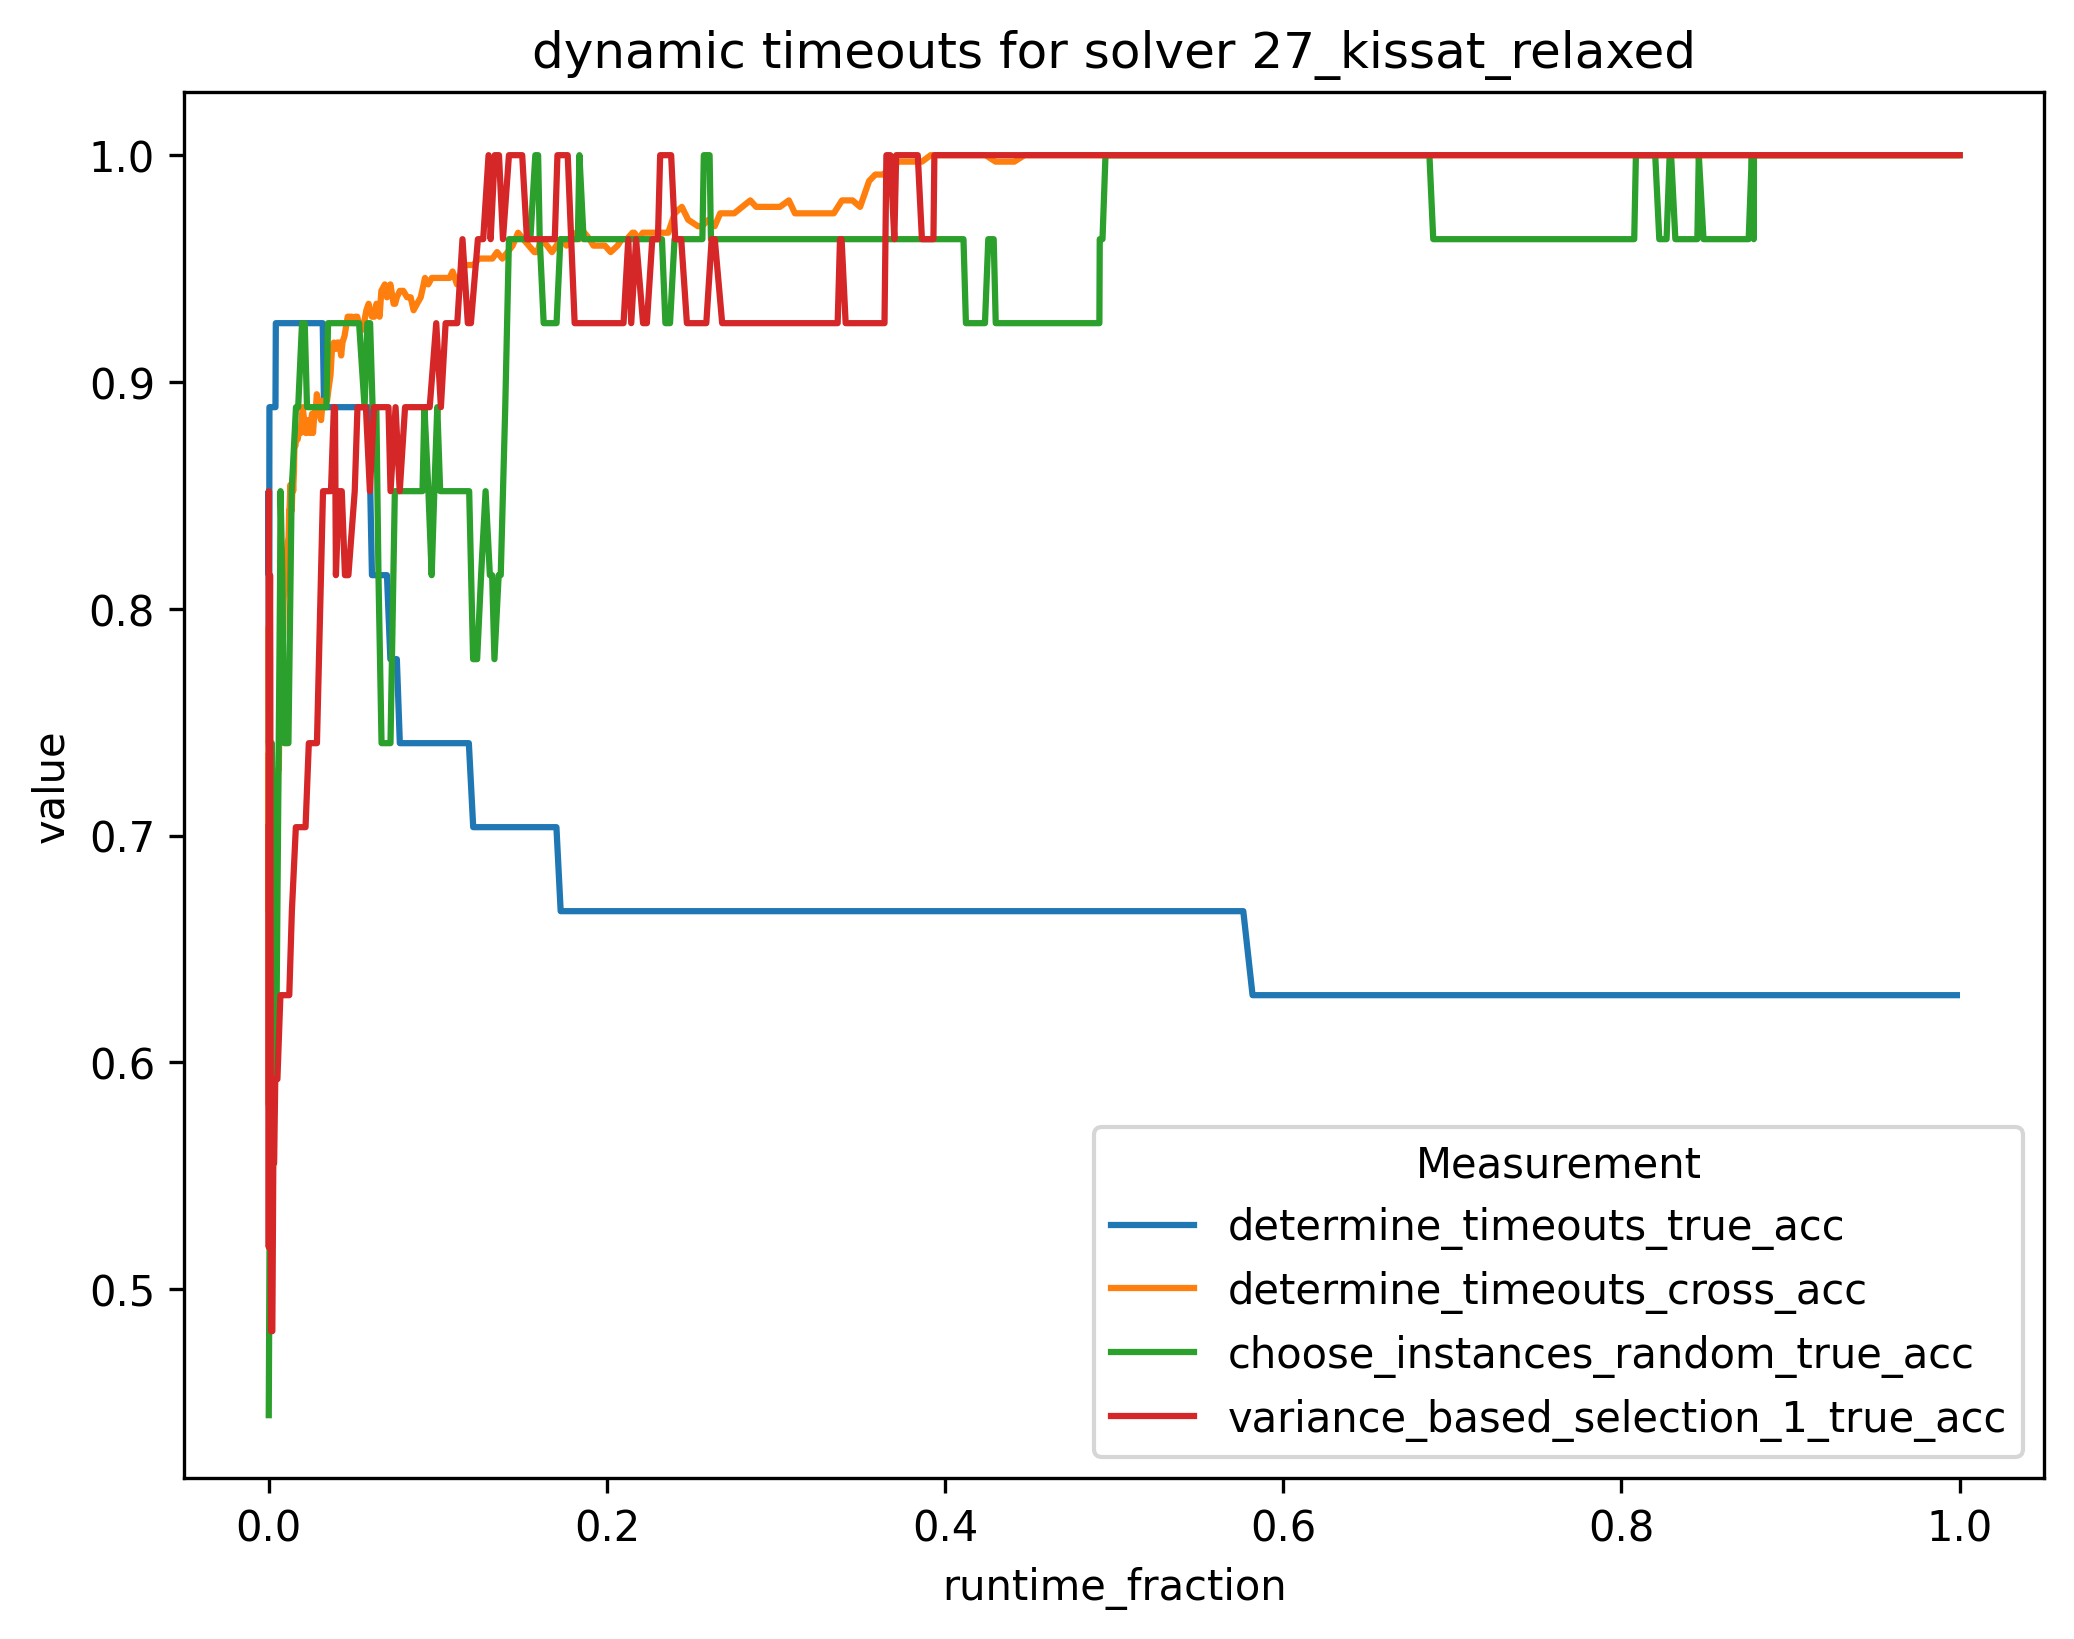 dynamic timeouts for solver 27_kissat_relaxed
value
1.0
0.9
0.8
0.7
0.6
0.5
0.0 0.2 0.4 0.6 0.8 1.0
runtime_fraction
Measurement
determine_timeouts_true_acc
determine_timeouts_cross_acc
choose_instances_random_true_acc
variance_based_selection_1_true_acc